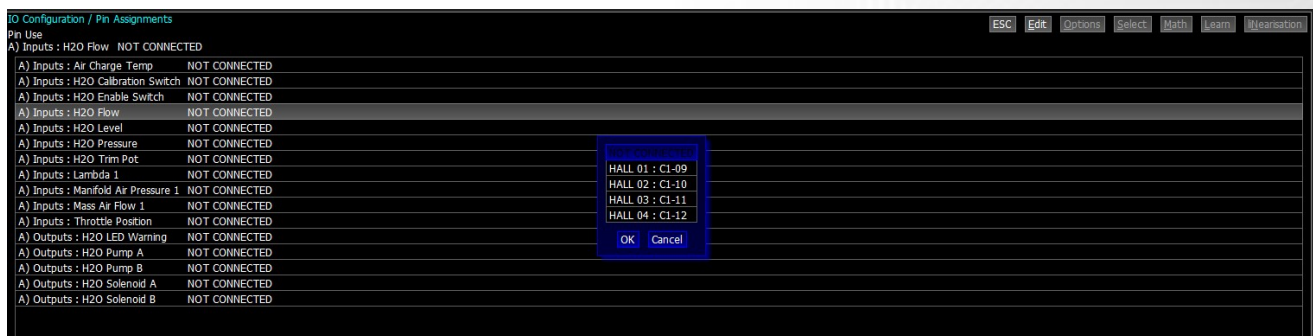 IO Configuration / Pin Assignments
ESC Edit Options Select Math Learn liNearisation
Pin Use
A) Inputs : H2O Flow NOT CONNECTED
A) Inputs : Air Charge Temp NOT CONNECTED
A) Inputs : H2O Calibration Switch NOT CONNECTED
A) Inputs : H2O Enable Switch NOT CONNECTED
A) Inputs : H2O Flow NOT CONNECTED
A) Inputs : H2O Level NOT CONNECTED
A) Inputs : H2O Pressure NOT CONNECTED
A) Inputs : H2O Trim Pot NOT CONNECTED
A) Inputs : Lambda 1 NOT CONNECTED
A) Inputs : Manifold Air Pressure 1 NOT CONNECTED
A) Inputs : Mass Air Flow 1 NOT CONNECTED
A) Inputs : Throttle Position NOT CONNECTED
A) Outputs : H2O LED Warning NOT CONNECTED
A) Outputs : H2O Pump A NOT CONNECTED
A) Outputs : H2O Pump B NOT CONNECTED
A) Outputs : H2O Solenoid A NOT CONNECTED
A) Outputs : H2O Solenoid B NOT CONNECTED
NOT CONNECTED
HALL 01 : C1-09
HALL 02 : C1-10
HALL 03 : C1-11
HALL 04 : C1-12
OK Cancel